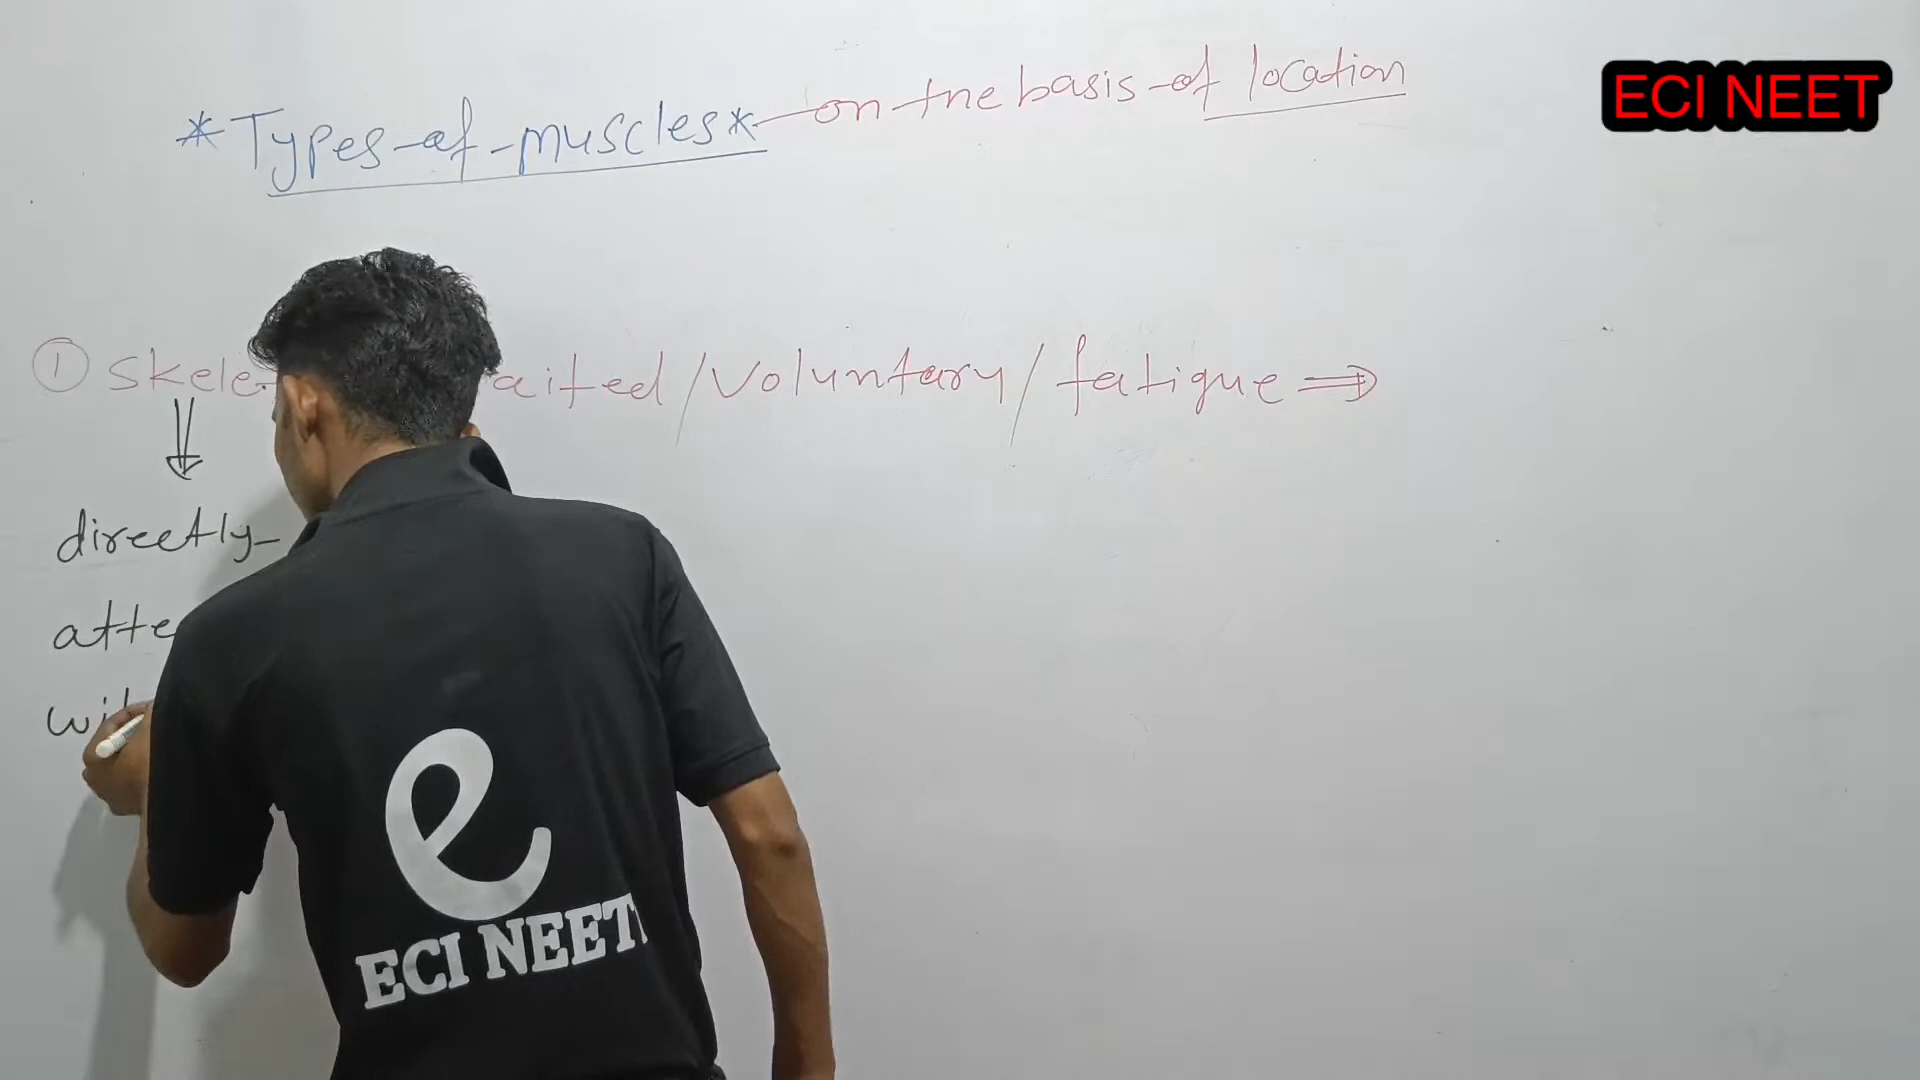 *Types-of-muscles* — on the basis of location
ECI NEET
① Skele aited/Voluntary/fatigue ⇒
directly-
atte
wi
e
ECI NEET